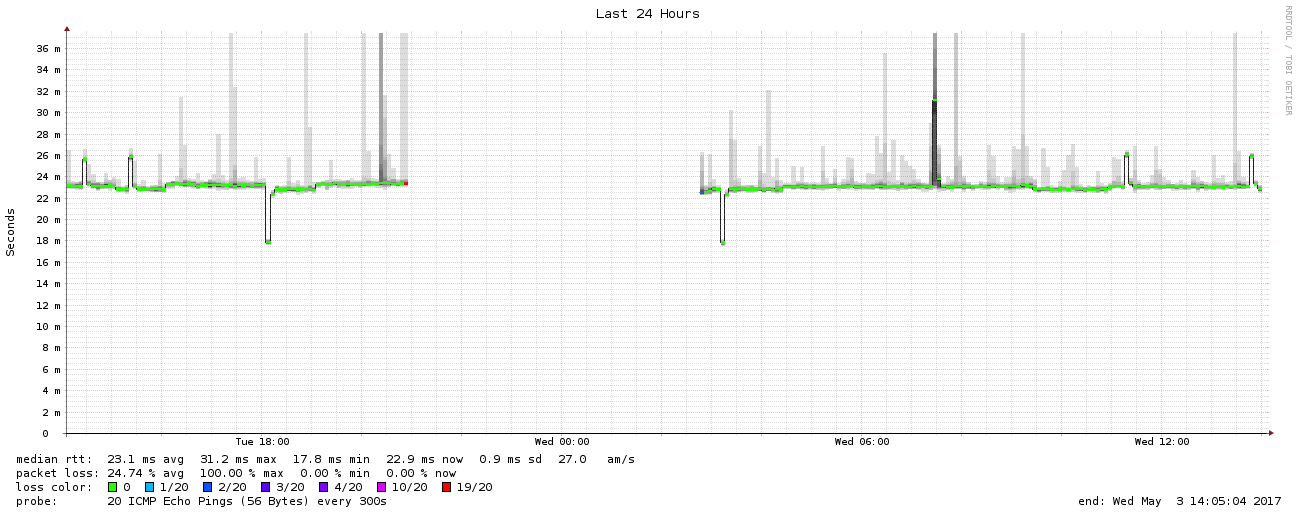 Last 24 Hours
RRDTOOL / TOBI OETIKER
Seconds
36 m
34 m
32 m
30 m
28 m
26 m
24 m
22 m
20 m
18 m
16 m
14 m
12 m
10 m
8 m
6 m
4 m
2 m
0
Tue 18:00 Wed 00:00 Wed 06:00 Wed 12:00
median rtt: 23.1 ms avg 31.2 ms max 17.8 ms min 22.9 ms now 0.9 ms sd 27.0 am/s
packet loss: 24.74 % avg 100.00 % max 0.00 % min 0.00 % now
loss color: 0 1/20 2/20 3/20 4/20 10/20 19/20
probe: 20 ICMP Echo Pings (56 Bytes) every 300s end: Wed May 3 14:05:04 2017